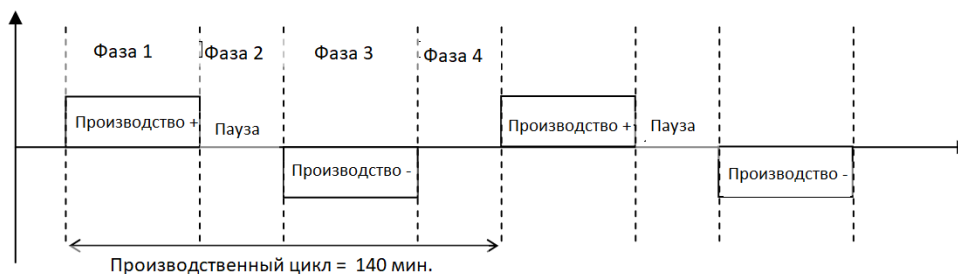 Фаза 1
Фаза 2
Фаза 3
Фаза 4
Производство +
Пауза
Производство -
Производство +
Пауза
Производство -
Производственный цикл = 140 мин.